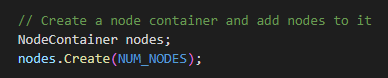 // Create a node container and add nodes to it
NodeContainer nodes;
nodes.Create(NUM_NODES);